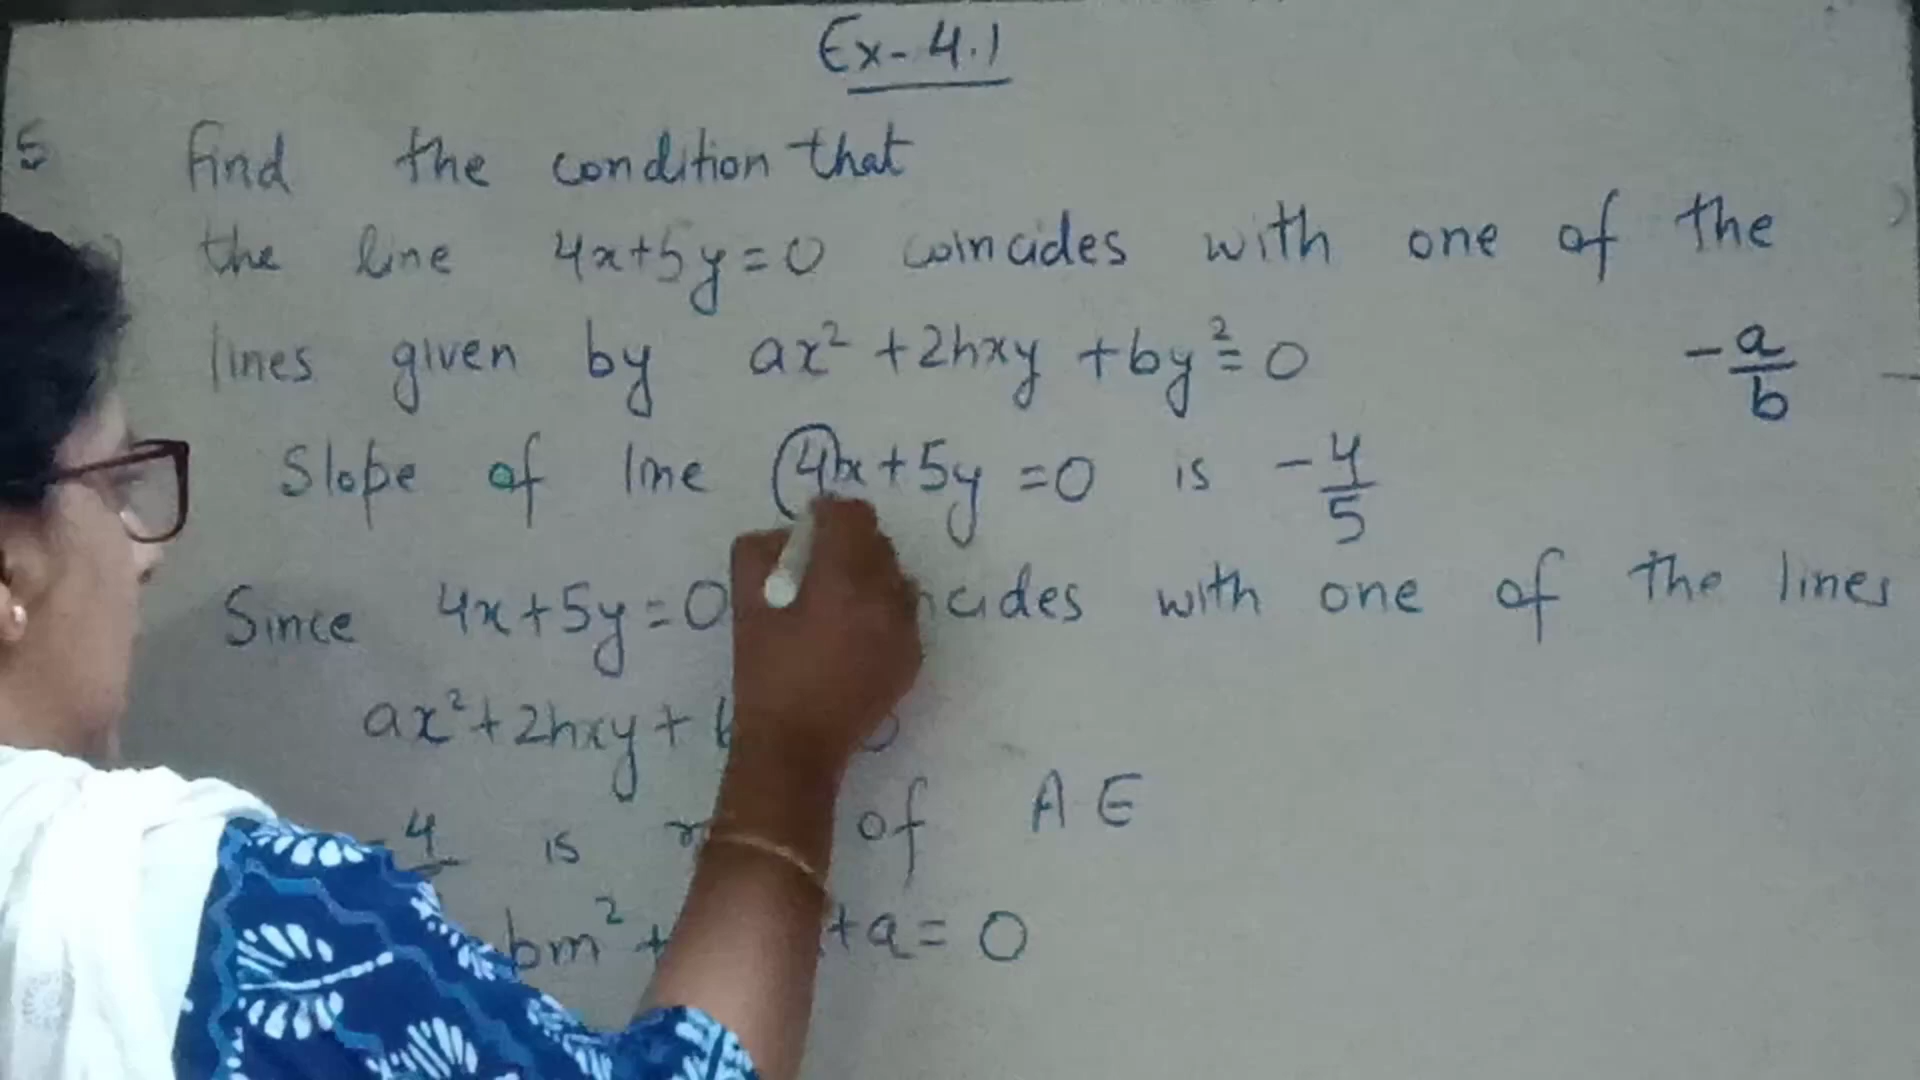 Ex-4.1
5 Find the condition that
the line 4x+5y=0 coincides with one of the
lines given by ax² +2hxy +by²=0
-a/b
Slope of line 4x+5y =0 is -4/5
Since 4x+5y=0 with one of the lines
ax²+2hxy+
-4 is of A E
bm²+ +a=0